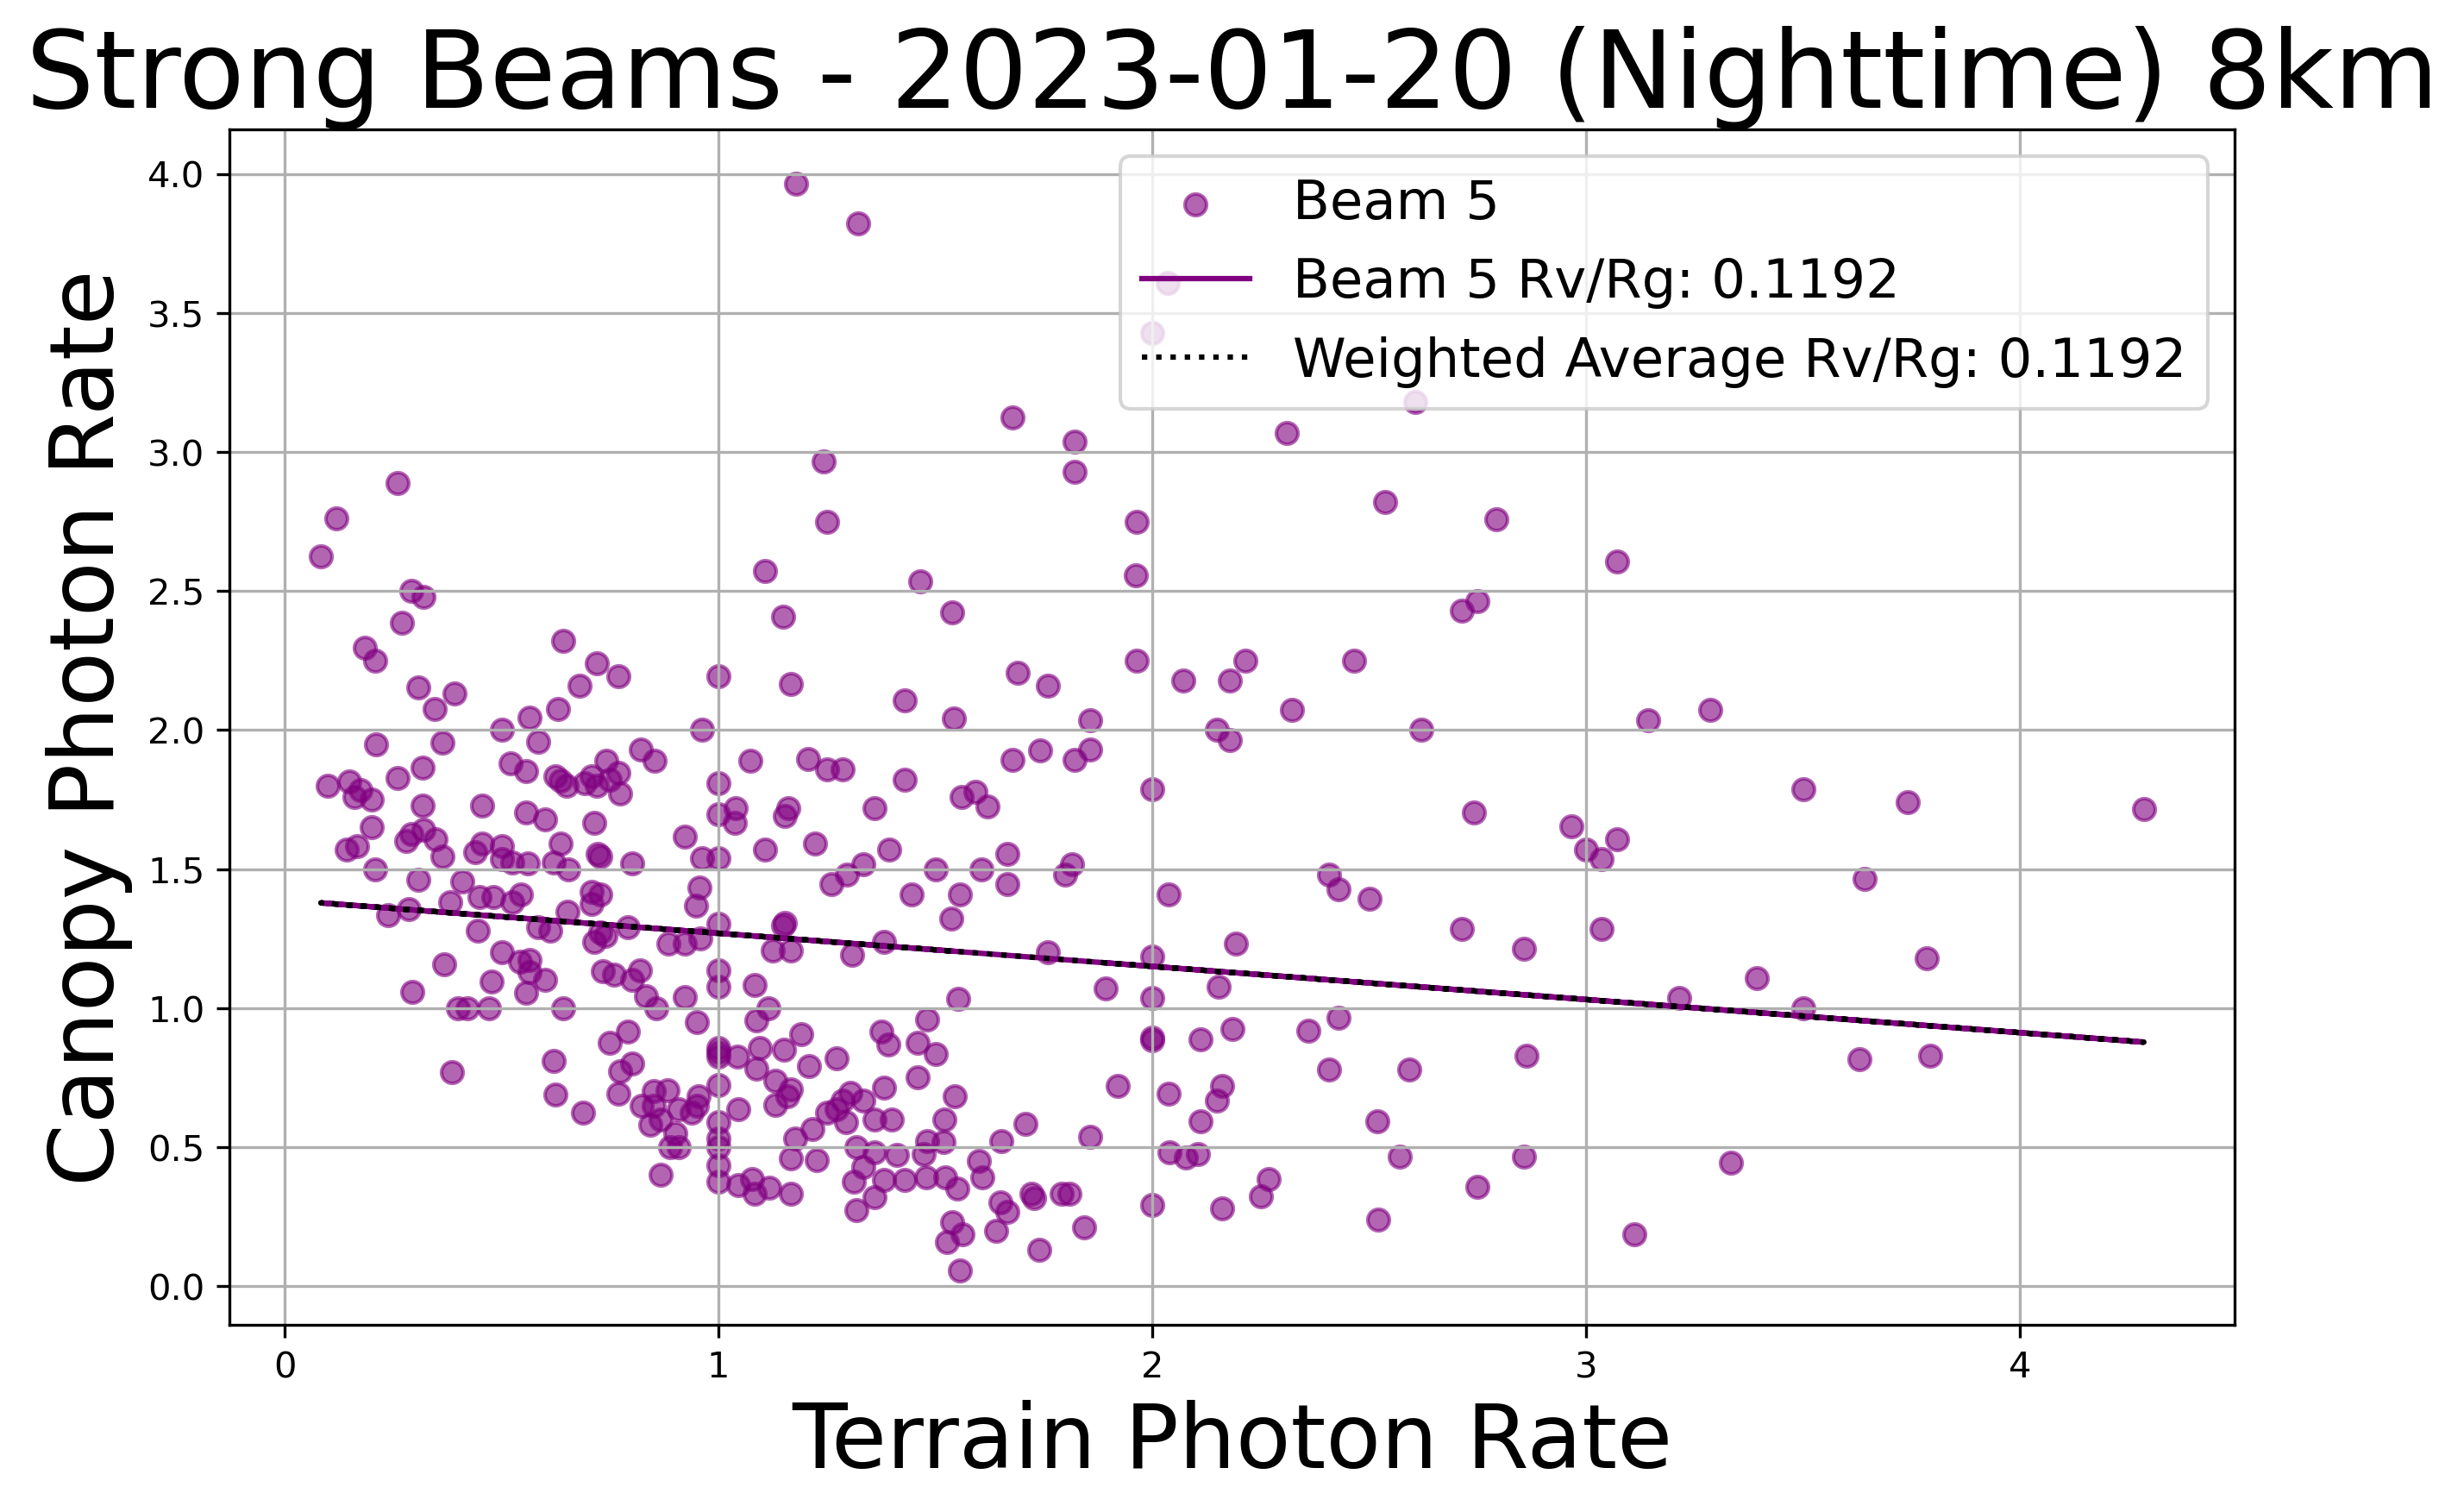 Strong Beams - 2023-01-20 (Nighttime) 8km
Beam 5
Beam 5 Rv/Rg: 0.1192
Weighted Average Rv/Rg: 0.1192
Canopy Photon Rate
4.0
3.5
3.0
2.5
2.0
1.5
1.0
0.5
0.0
0 1 2 3 4
Terrain Photon Rate